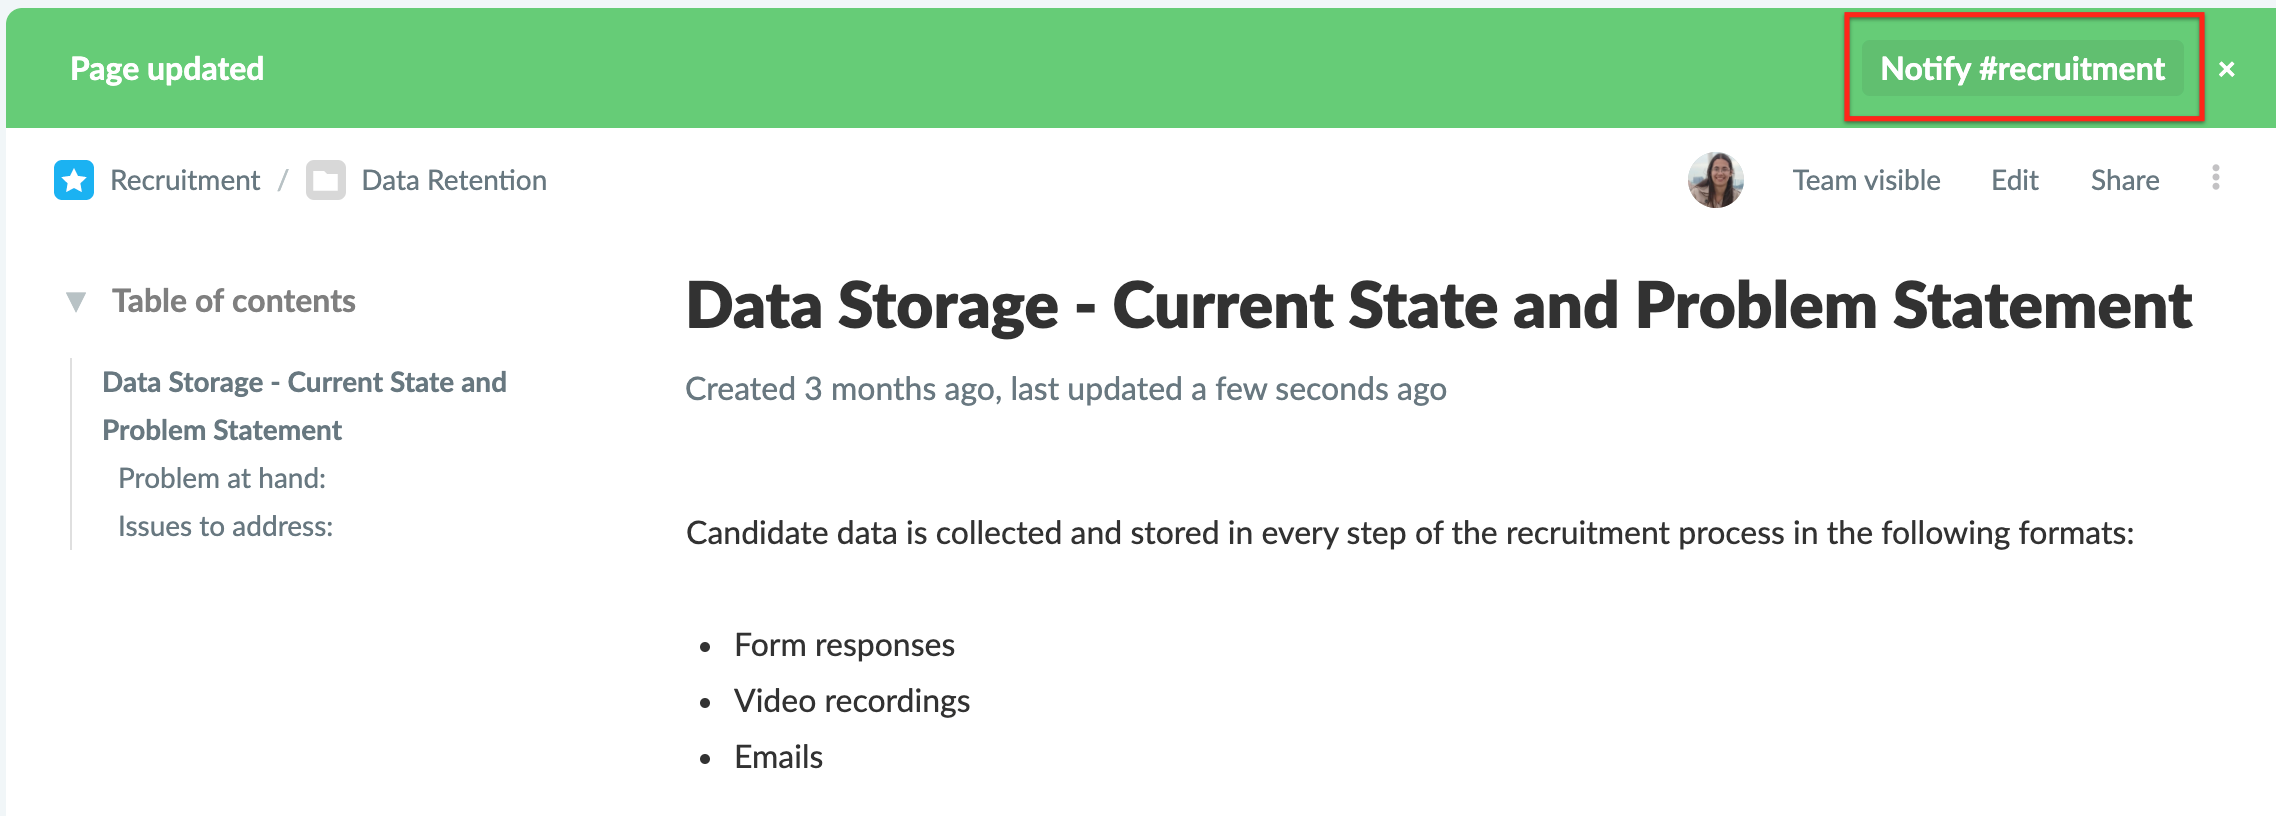 Page updated
Notify #recruitment ×
Recruitment / Data Retention
Team visible Edit Share
Table of contents
Data Storage - Current State and
Problem Statement
Problem at hand:
Issues to address:
Data Storage - Current State and Problem Statement
Created 3 months ago, last updated a few seconds ago
Candidate data is collected and stored in every step of the recruitment process in the following formats:
• Form responses
• Video recordings
• Emails